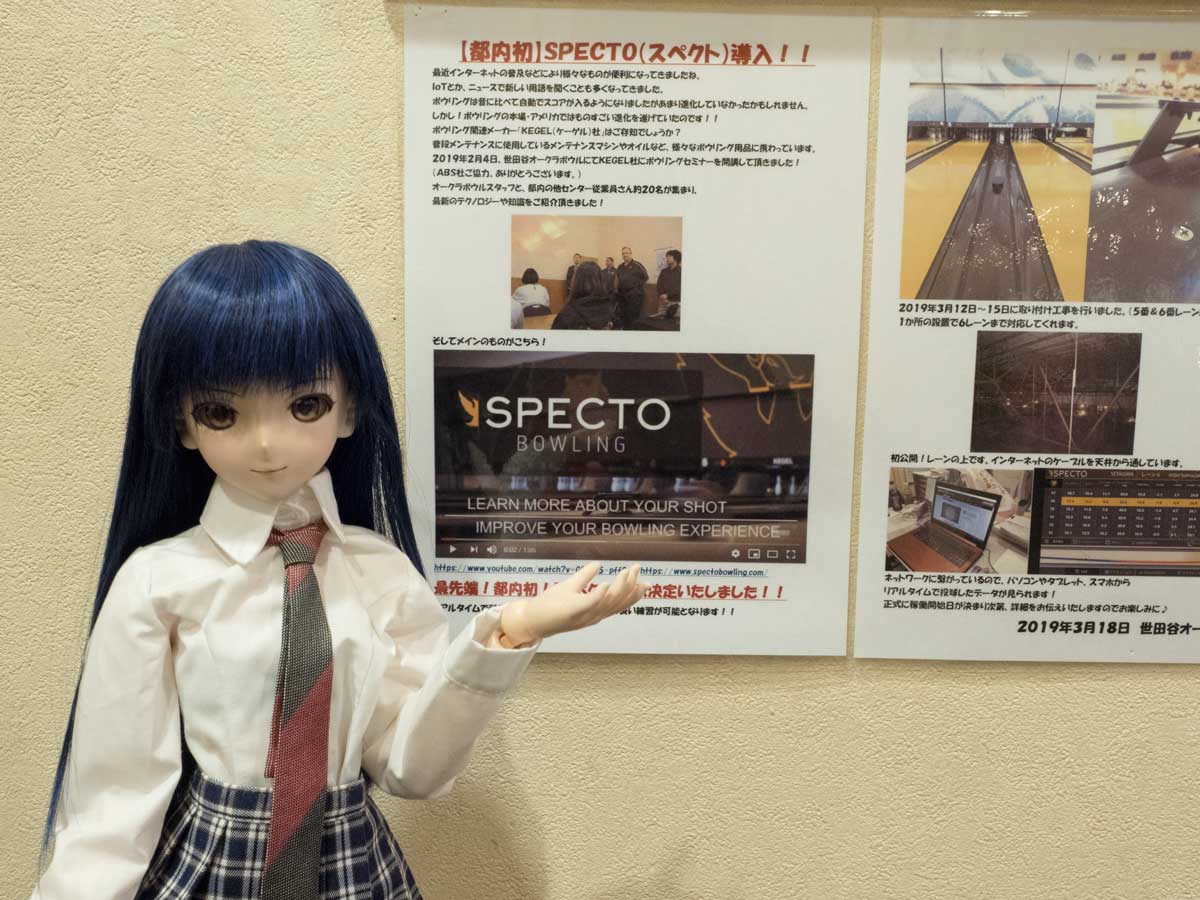 【都内初】SPECTO(スペクト)導入！！
最近インターネットの普及などにより様々なものが便利になってきましたね。
IoTとか、ニュースで新しい用語を聞くことも多くなってきました。
ボウリングは昔に比べて自動でスコアが入るようになりましたがあまり進化していなかったかもしれません。
しかし！ボウリングの本場・アメリカではものすごい進化を遂げていたのです！！
ボウリング関連メーカー「KEGEL(ケーゲル)社」はご存知でしょうか？
普段メンテナンスに使用しているメンテナンスマシンやオイルなど、様々なボウリング用品に携わっています。
2019年2月4日、世田谷オークラボウルにてKEGEL社にボウリングセミナーを開講して頂きました！
(ABS社ご協力、ありがとうございます。)
オークラボウルスタッフと、都内の他センター従業員さん約20名が集まり、
最新のテクノロジーや知識をご紹介頂きました！
そしてメインのものがこちら！
SPECTO
BOWLING
KEGEL
LEARN MORE ABOUT YOUR SHOT
IMPROVE YOUR BOWLING EXPERIENCE
https://www.youtube.com/watch?v=
https://www.spectobowling.com/
最先端！都内初！
決定いたしました！！
練習が可能となります！！
2019年3月12日～15日に取り付け工事を行いました。(5番＆6番レーン
1か所の設置で6レーンまで対応してくれます。
初公開！レーンの上です。インターネットのケーブルを天井から通しています。
SPECTO
ネットワークに繋がっているので、パソコンやタブレット、スマホから
リアルタイムで投球したデータが見られます！
正式に稼働開始日が決まり次第、詳細をお伝えいたしますのでお楽しみに♪
2019年3月18日 世田谷オー